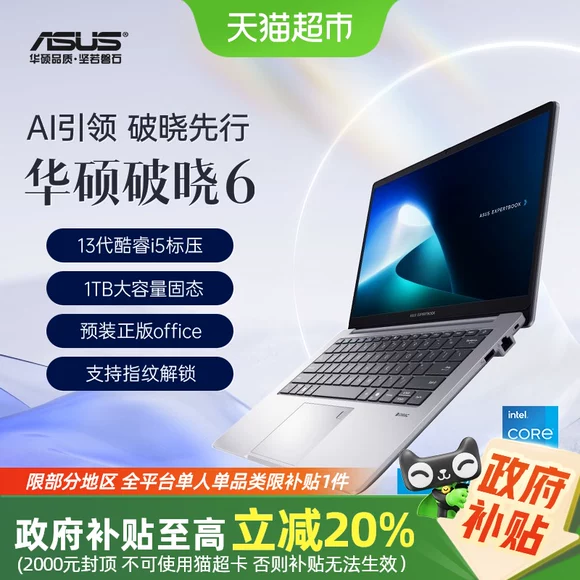 天猫超市
ASUS
华硕品质·坚若磐石
AI引领 破晓先行
华硕破晓6
13代酷睿i5标压
1TB大容量固态
预装正版office
支持指纹解锁
ASUS EXPERTBOOK
ASUS EXPERTBOOK
intel
CORE
限部分地区 全平台单人单品类限补贴1件
政府补贴至高 立减20%
(2000元封顶 不可使用猫超卡 否则补贴无法生效)
政府
补贴